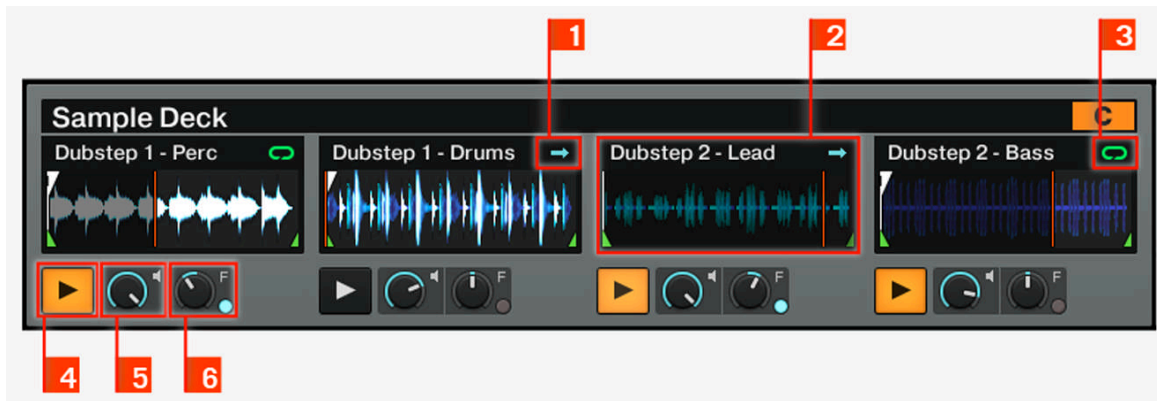 1 2 3
Sample Deck C
Dubstep 1 - Perc Dubstep 1 - Drums Dubstep 2 - Lead Dubstep 2 - Bass
F F F F
4 5 6